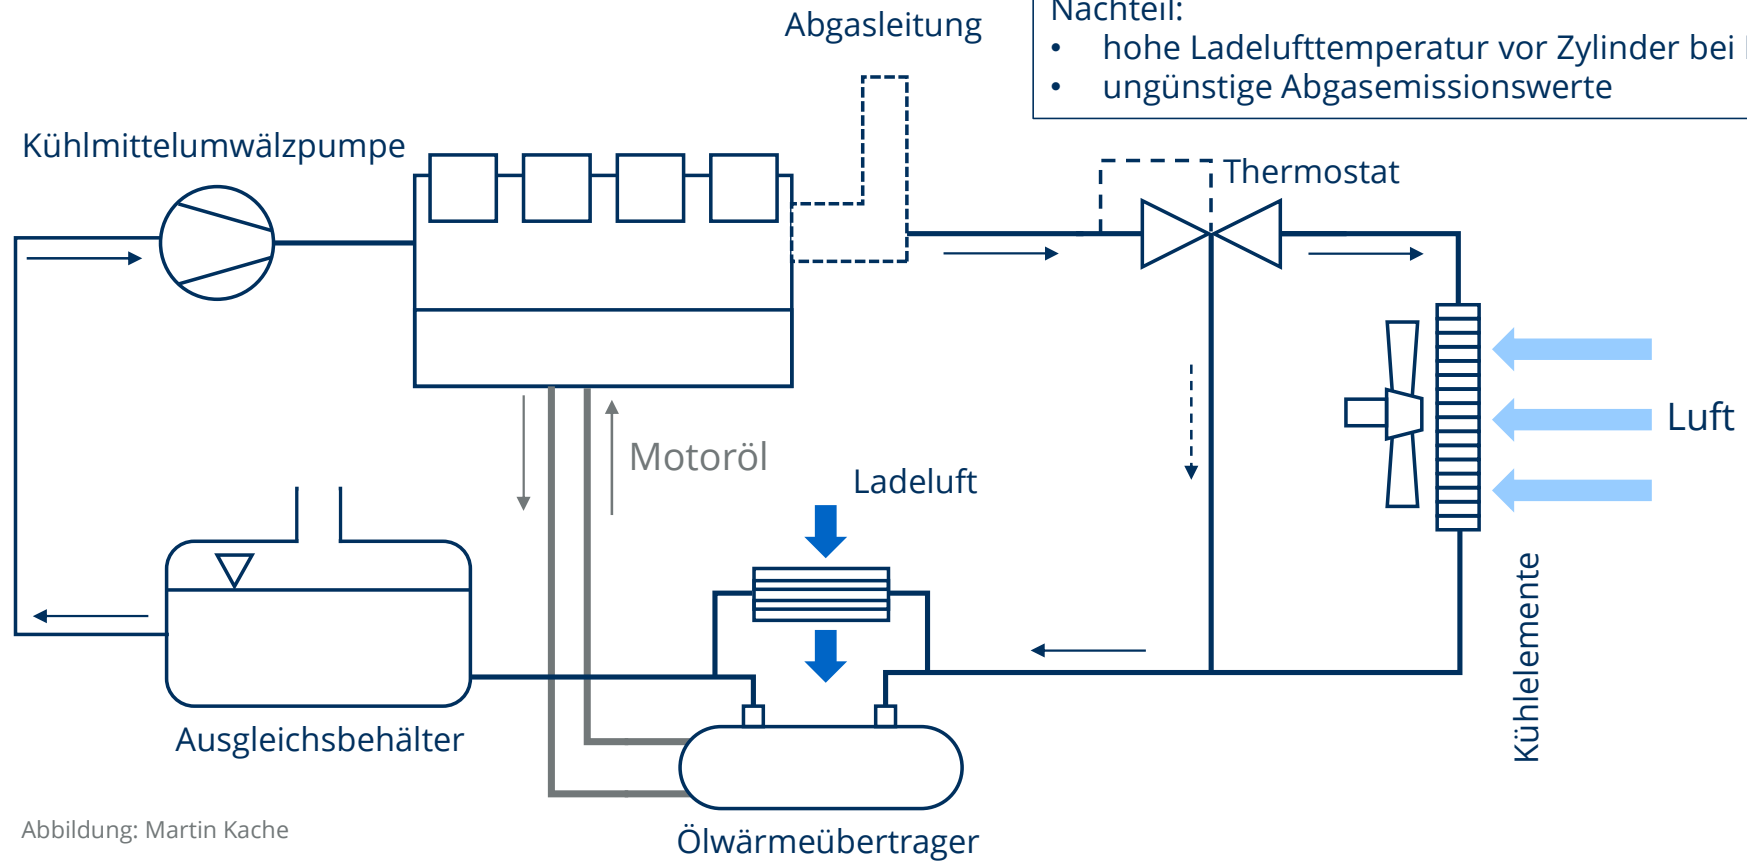 Nachteil:
• hohe Ladelufttemperatur vor Zylinder bei
• ungünstige Abgasemissionswerte
Abgasleitung
Kühlmittelumwälzpumpe
Thermostat
Luft
Motoröl
Ladeluft
Kühlelemente
Ausgleichsbehälter
Ölwärmeübertrager
Abbildung: Martin Kache